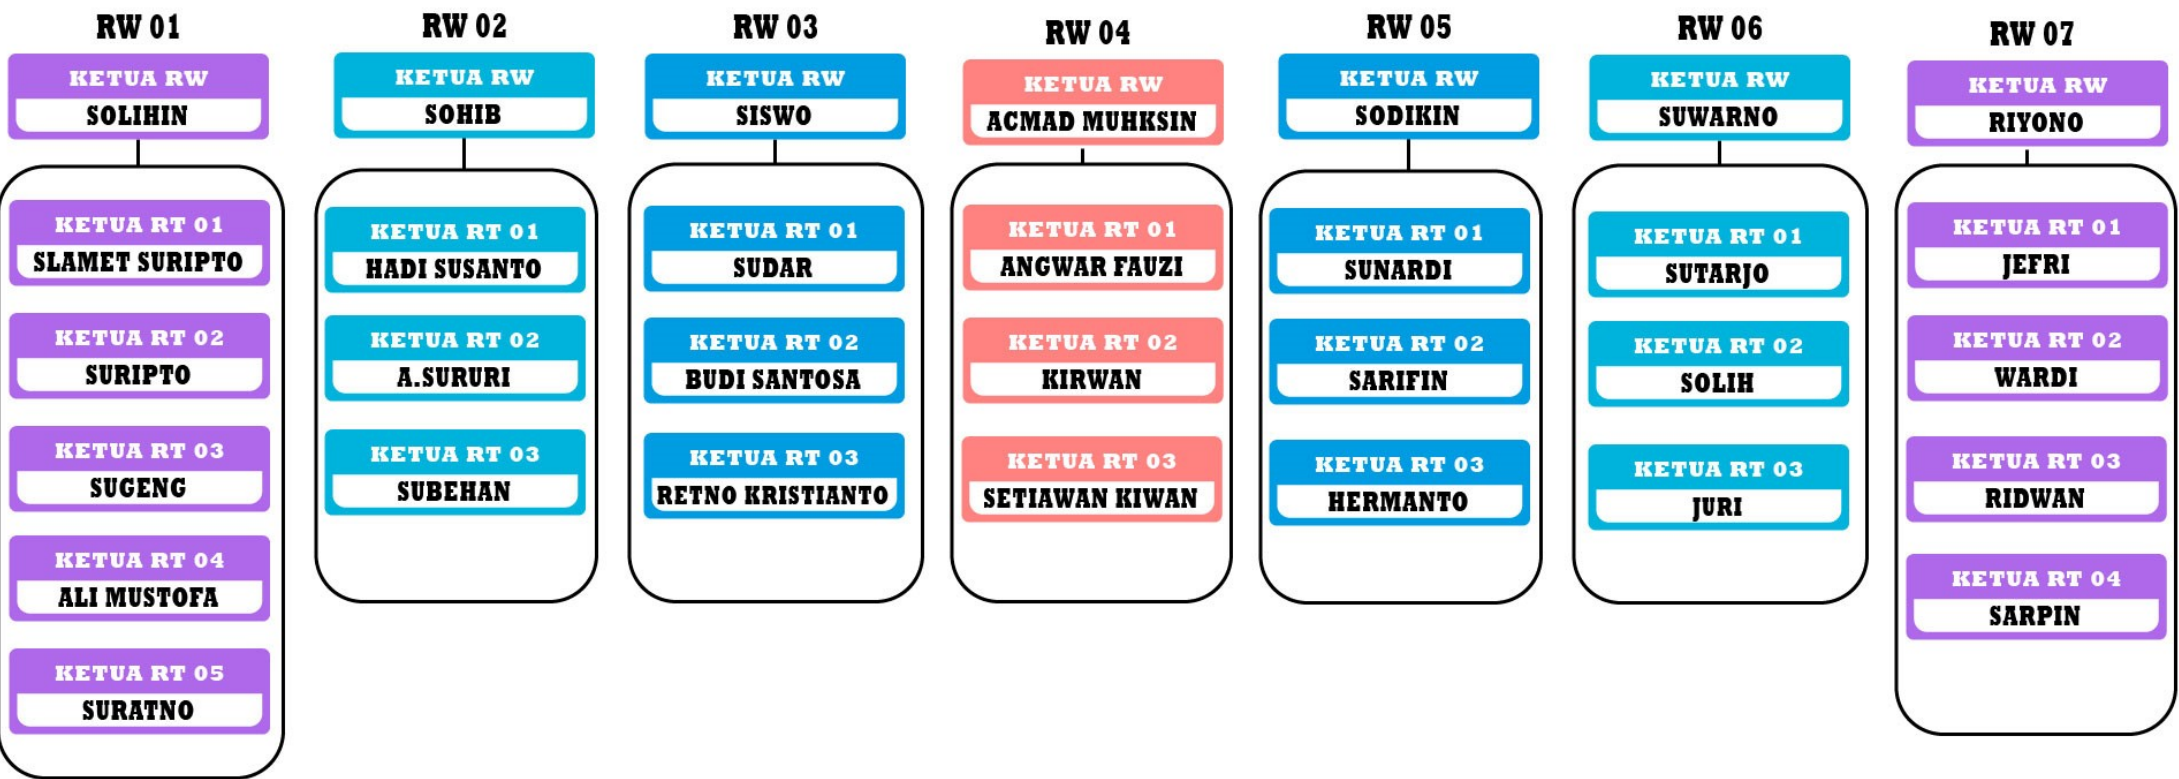 RW 01
KETUA RW
SOLIHIN
KETUA RT 01
SLAMET SURIPTO
KETUA RT 02
SURIPTO
KETUA RT 03
SUGENG
KETUA RT 04
ALI MUSTOFA
KETUA RT 05
SURATNO
RW 02
KETUA RW
SOHIB
KETUA RT 01
HADI SUSANTO
KETUA RT 02
A.SURURI
KETUA RT 03
SUBEHAN
RW 03
KETUA RW
SISWO
KETUA RT 01
SUDAR
KETUA RT 02
BUDI SANTOSA
KETUA RT 03
RETNO KRISTIANTO
RW 04
KETUA RW
ACMAD MUHKSIN
KETUA RT 01
ANGWAR FAUZI
KETUA RT 02
KIRWAN
KETUA RT 03
SETIAWAN KIWAN
RW 05
KETUA RW
SODIKIN
KETUA RT 01
SUNARDI
KETUA RT 02
SARIFIN
KETUA RT 03
HERMANTO
RW 06
KETUA RW
SUWARNO
KETUA RT 01
SUTARJO
KETUA RT 02
SOLIH
KETUA RT 03
JURI
RW 07
KETUA RW
RIYONO
KETUA RT 01
JEFRI
KETUA RT 02
WARDI
KETUA RT 03
RIDWAN
KETUA RT 04
SARPIN